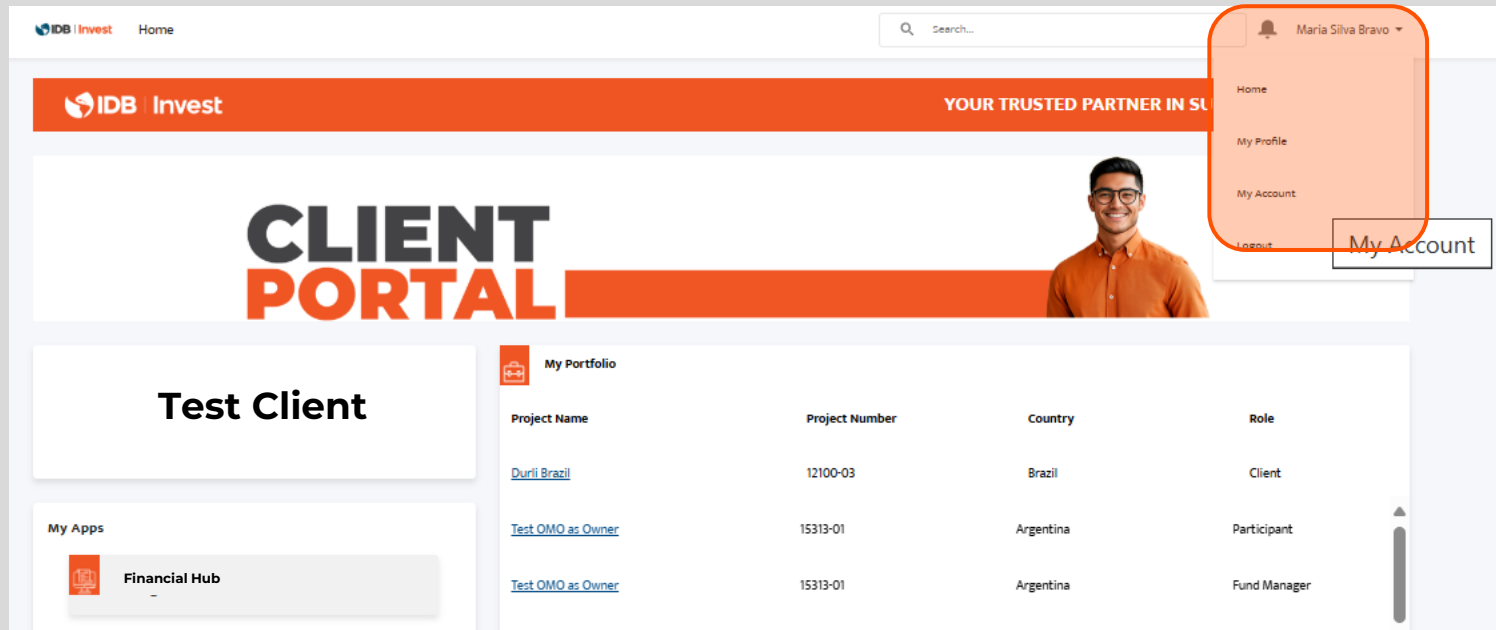 IDB Invest Home Search... Maria Silva Bravo
IDB Invest YOUR TRUSTED PARTNER IN
Home
My Profile
My Account
Logout
My Account
CLIENT
PORTAL
Test Client
My Portfolio
Project Name Project Number Country Role
Durli Brazil 12100-03 Brazil Client
Test OMO as Owner 15313-01 Argentina Participant
Test OMO as Owner 15313-01 Argentina Fund Manager
My Apps
Financial Hub